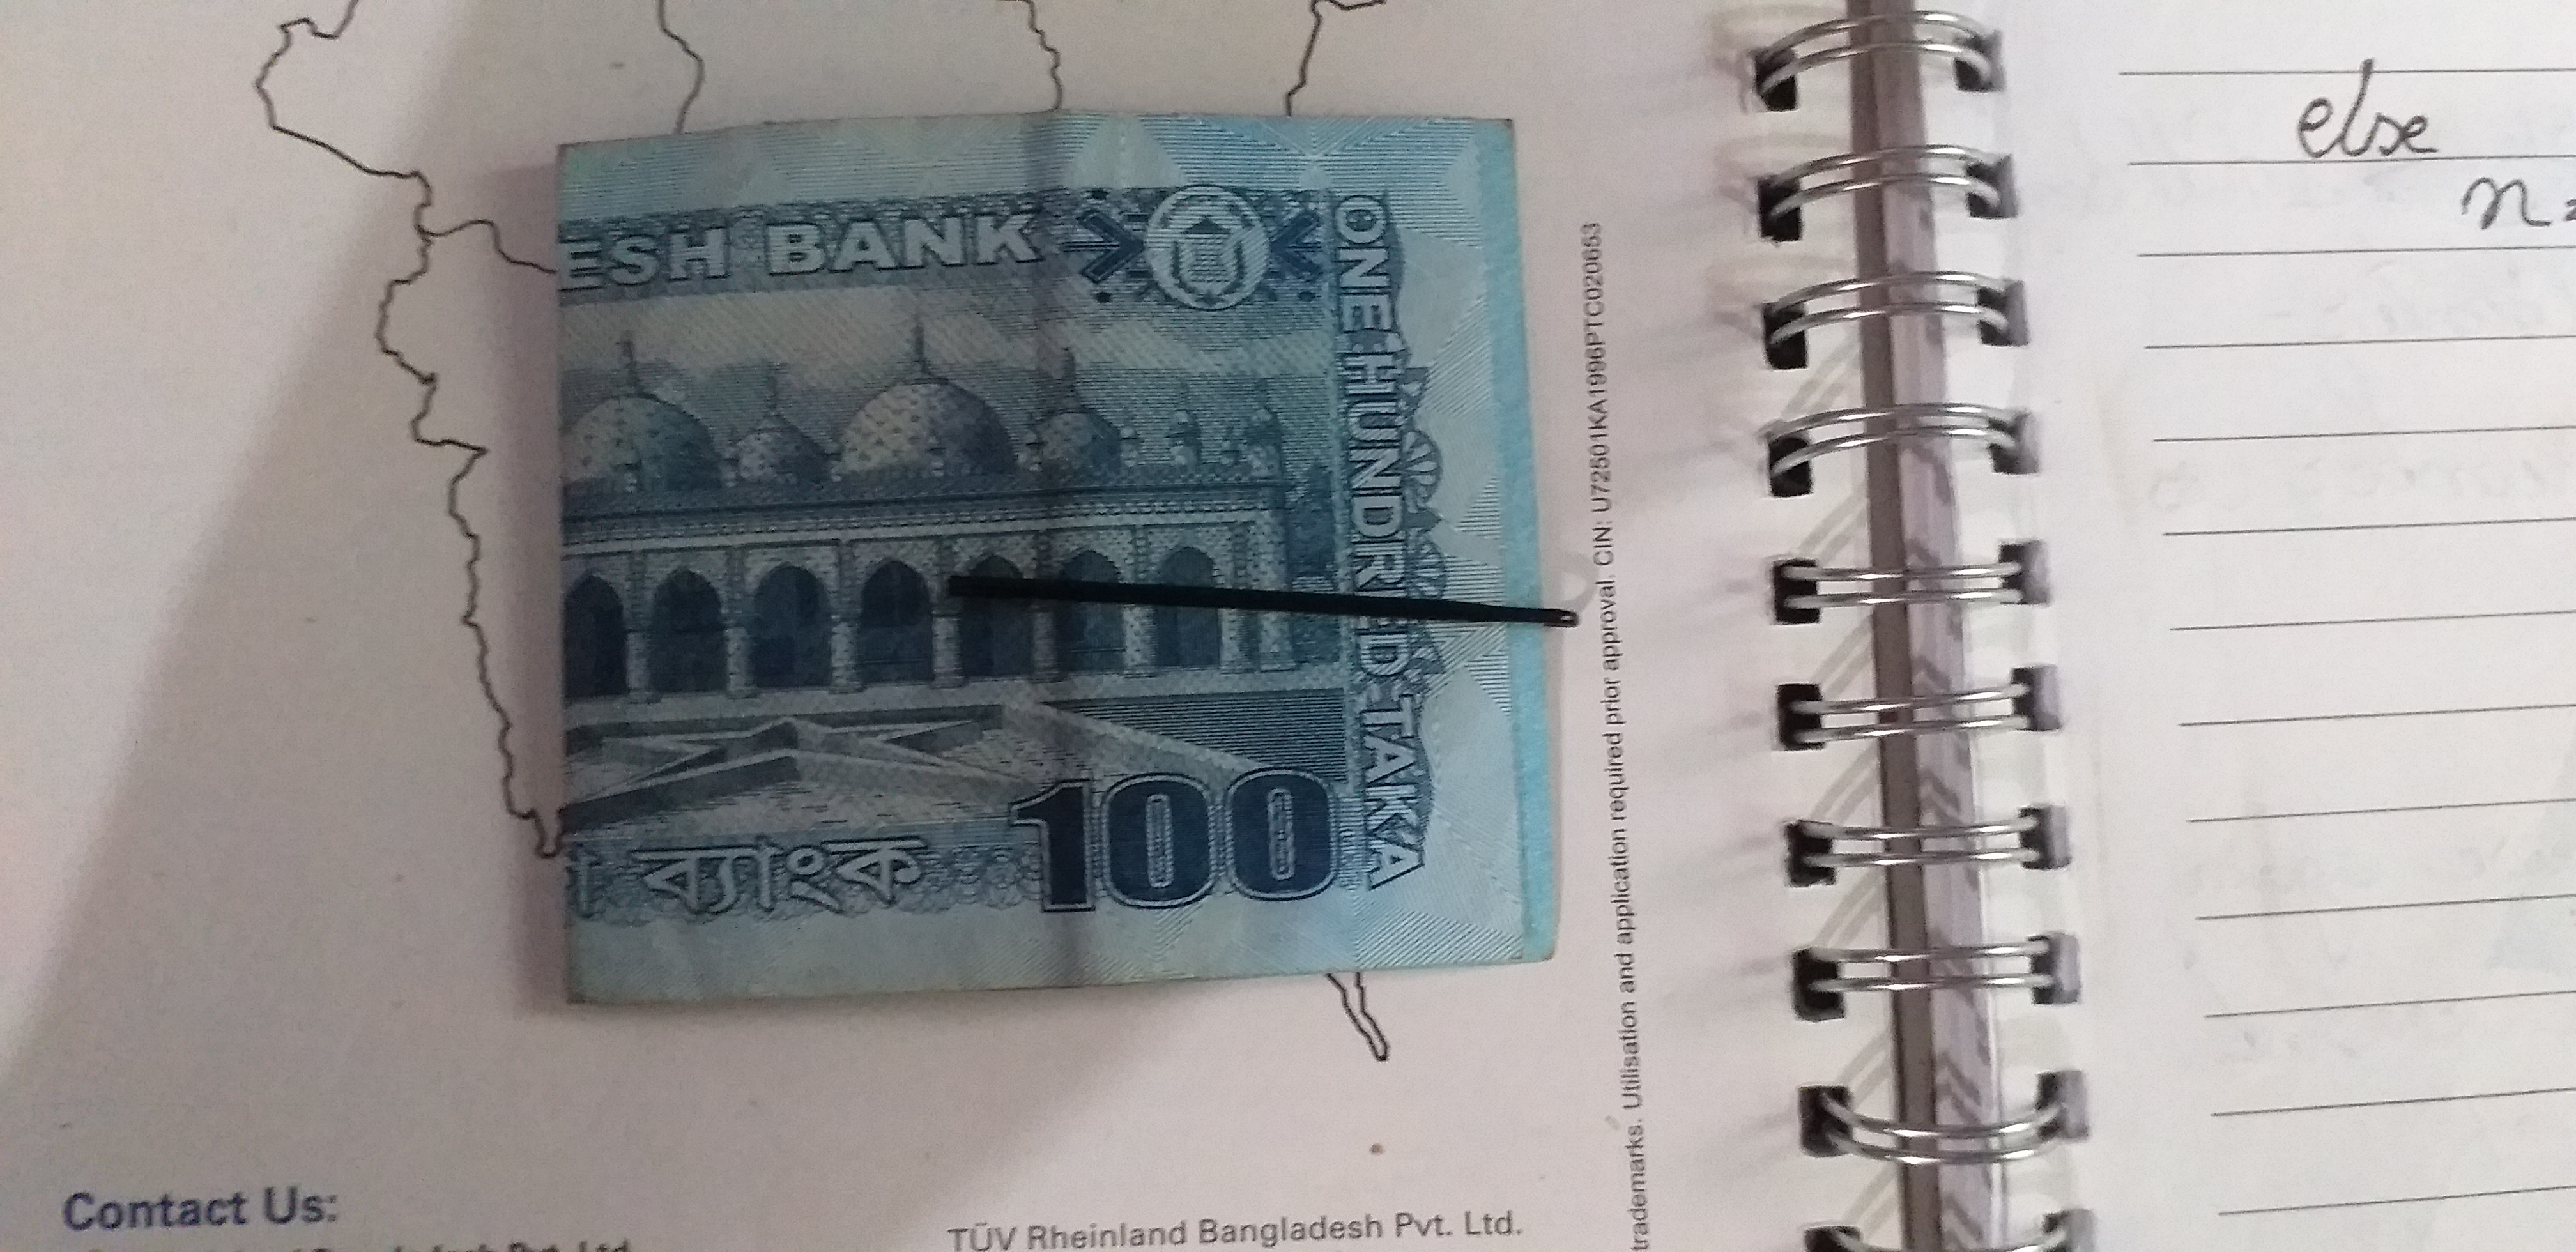 ESH BANK
ONE HUNDRED TAKA
ব্যাংক
100
trademarks. Utilisation and application required prior approval. CIN: U72501KA1996PTC020653
else
n
Contact Us:
TÜV Rheinland Bangladesh Pvt. Ltd.